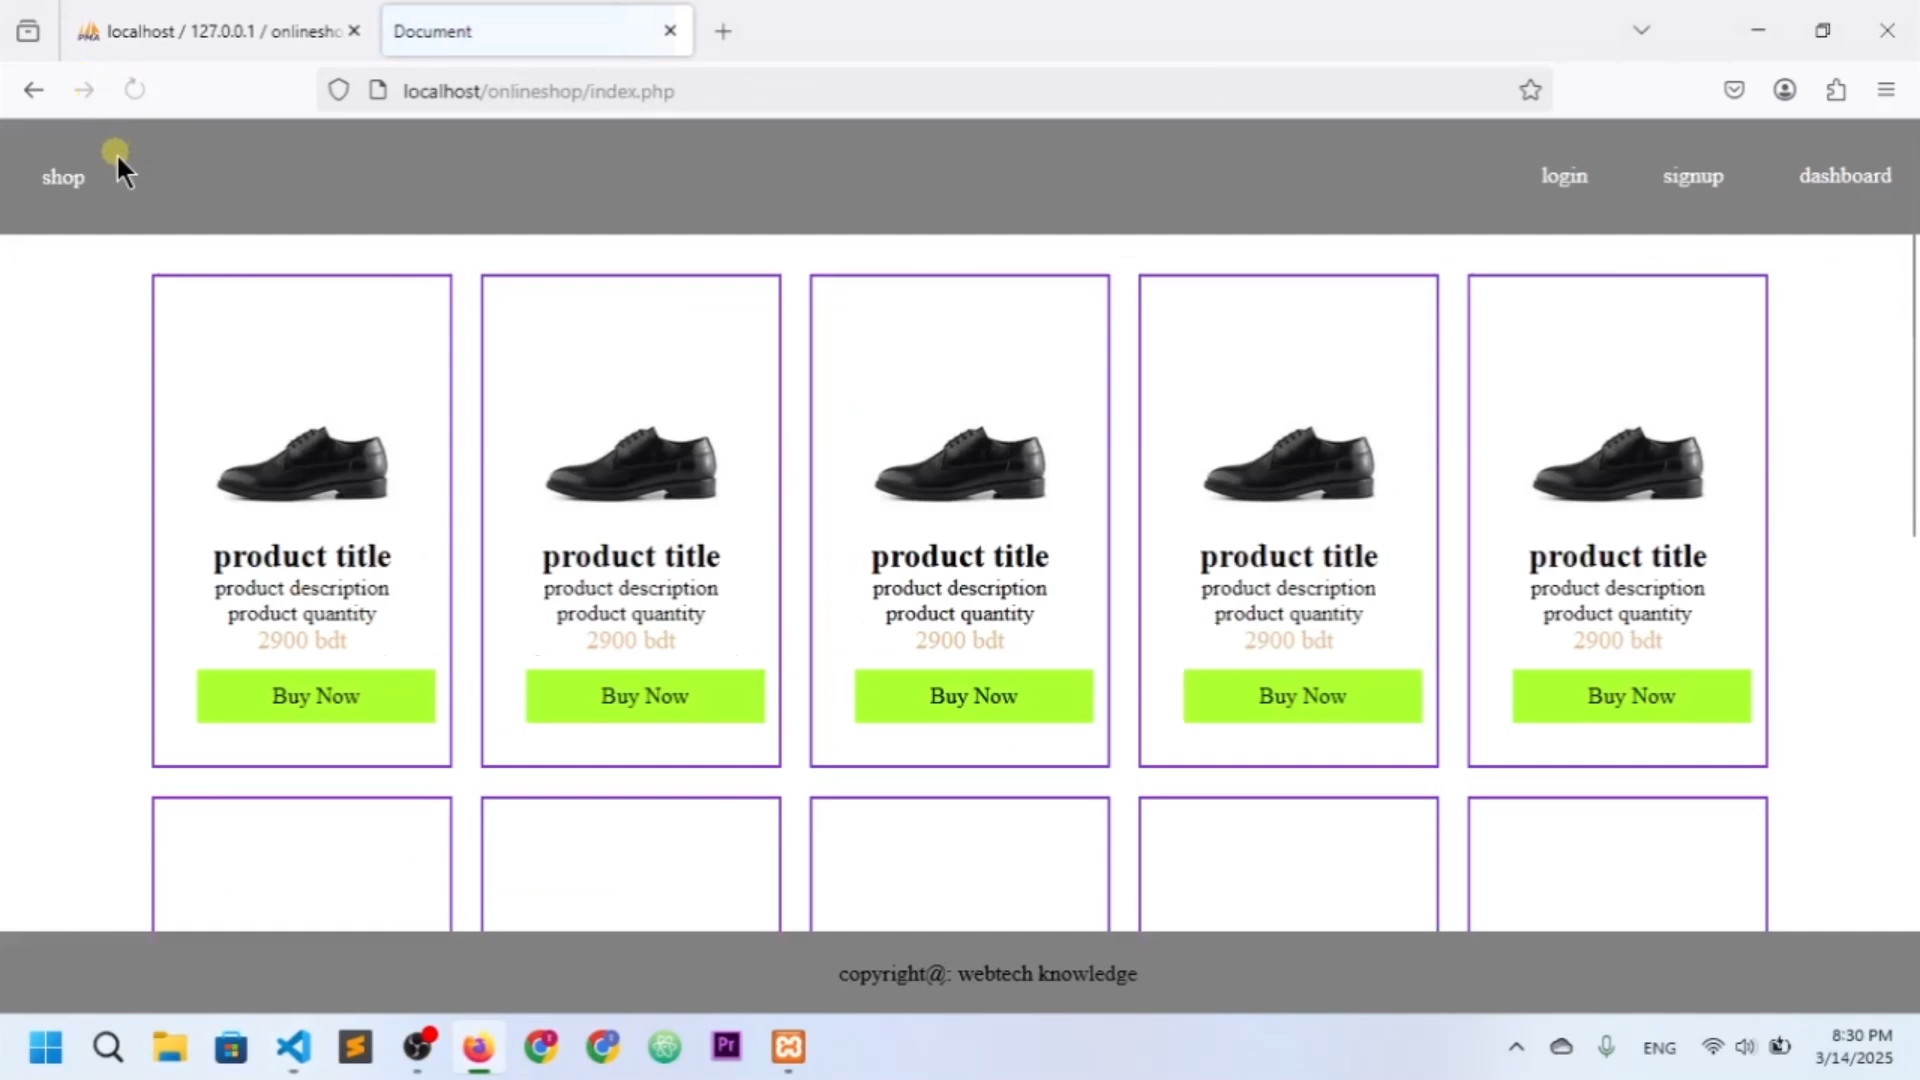 localhost / 127.0.0.1 / onlinesho
Document
localhost/onlineshop/index.php
shop
login
signup
dashboard
product title
product description
product quantity
2900 bdt
Buy Now
product title
product description
product quantity
2900 bdt
Buy Now
product title
product description
product quantity
2900 bdt
Buy Now
product title
product description
product quantity
2900 bdt
Buy Now
product title
product description
product quantity
2900 bdt
Buy Now
copyright@: webtech knowledge
Pr
ENG
8:30 PM
3/14/2025